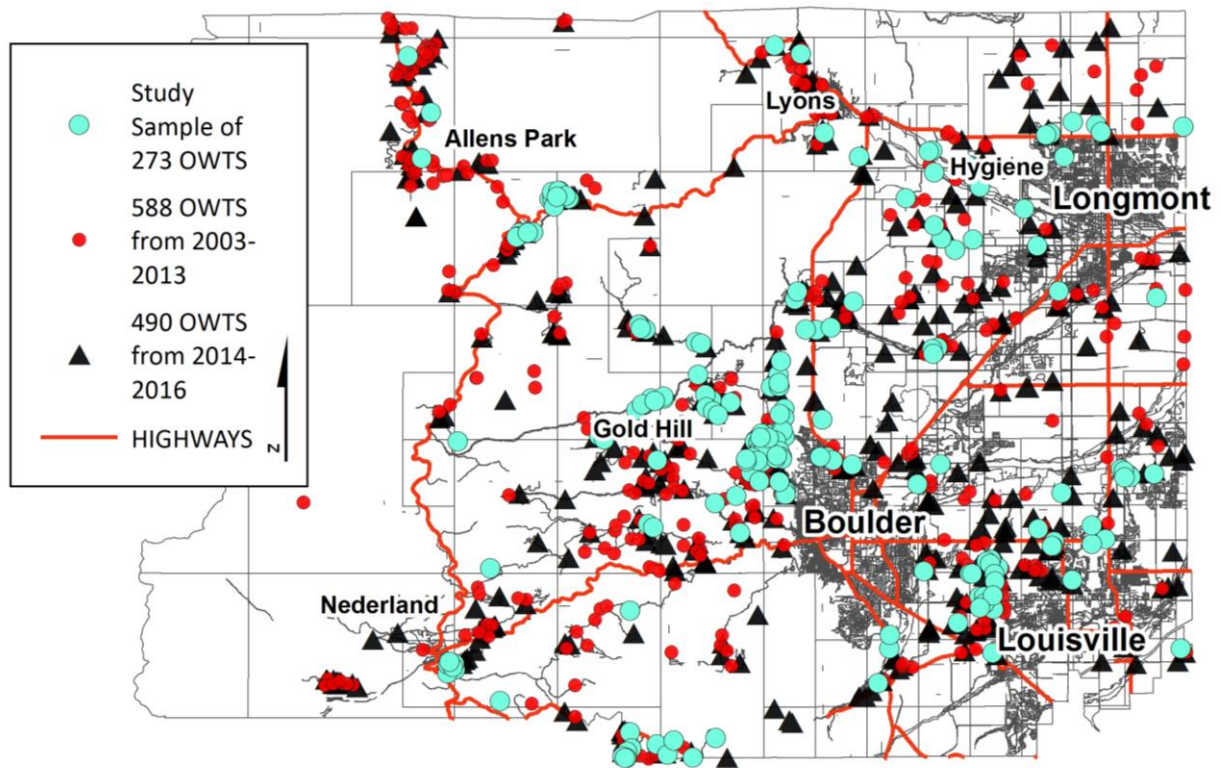 Study
Sample of
273 OWTS
588 OWTS
from 2003-
2013
490 OWTS
from 2014-
2016
HIGHWAYS
N
Allens Park
Lyons
Hygiene
Longmont
Gold Hill
Boulder
Nederland
Louisville